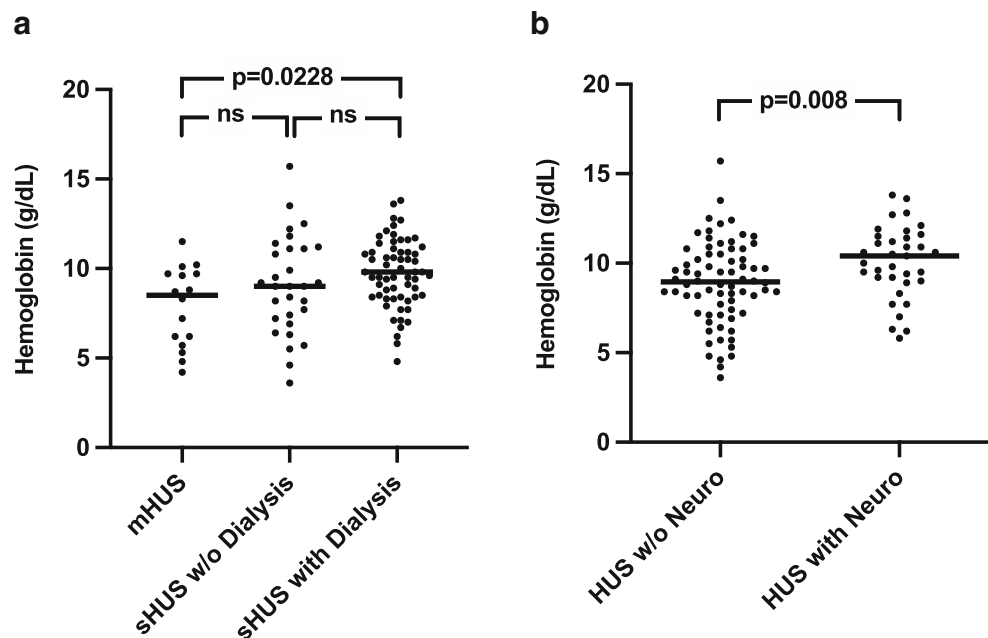 a
p=0.0228
ns
ns
Hemoglobin (g/dL)
20
15
10
5
0
mHUS
sHUS w/o Dialysis
sHUS with Dialysis
b
p=0.008
Hemoglobin (g/dL)
20
15
10
5
0
HUS w/o Neuro
HUS with Neuro